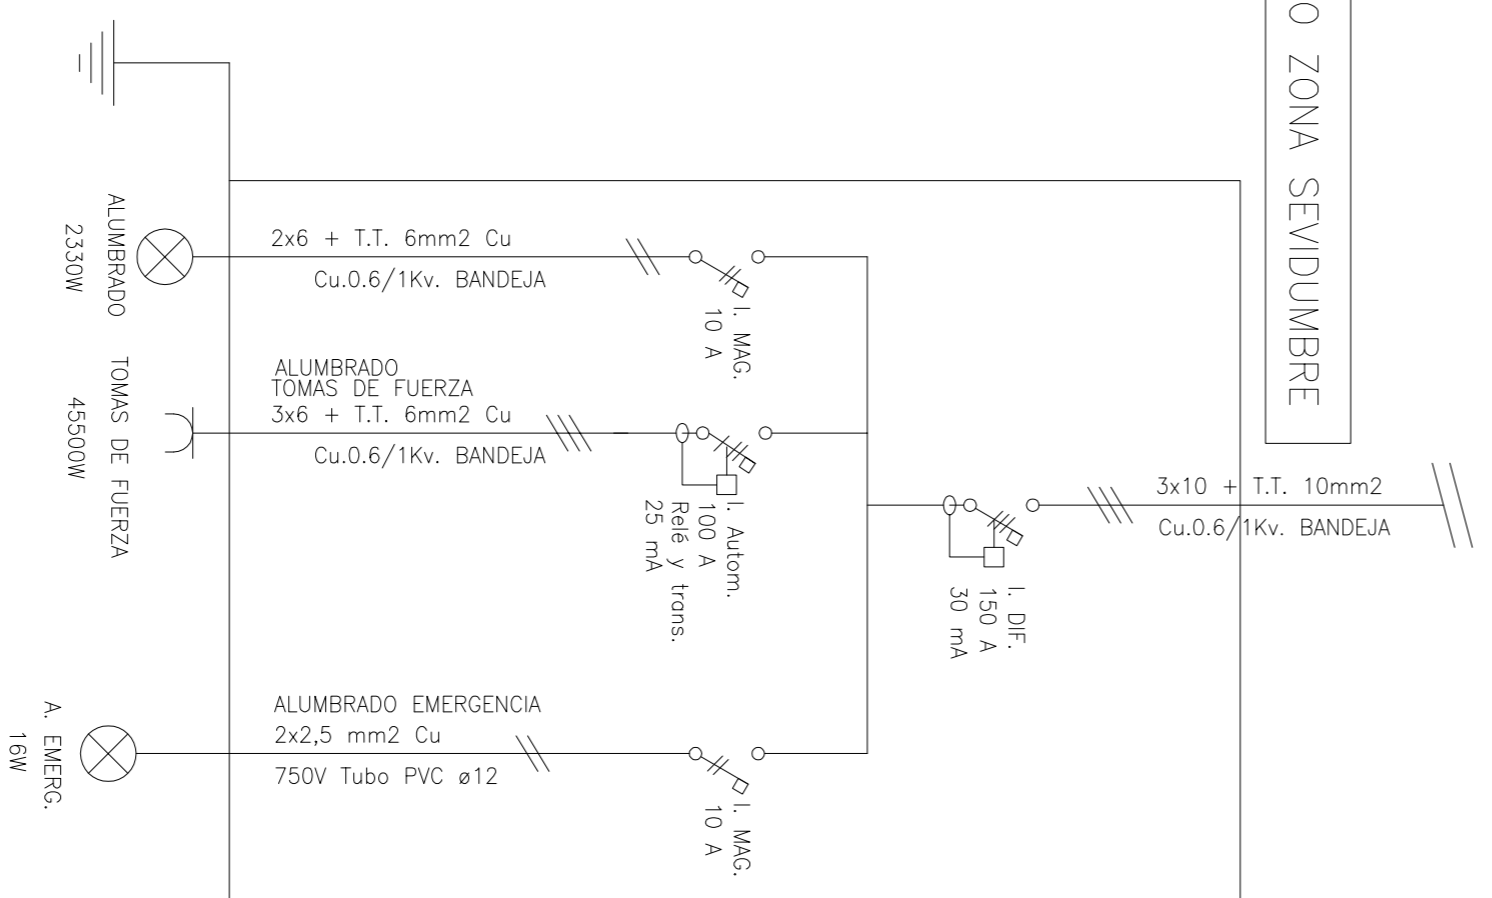 O ZONA SEVIDUMBRE
ALUMBRADO
2330W
2x6 + T.T. 6mm2 Cu
Cu.0.6/1Kv. BANDEJA
I. MAG.
10 A
TOMAS DE FUERZA
45500W
ALUMBRADO
TOMAS DE FUERZA
3x6 + T.T. 6mm2 Cu
Cu.0.6/1Kv. BANDEJA
I. Autom.
100 A
Relé y trans.
25 mA
3x10 + T.T. 10mm2
Cu.0.6/1Kv. BANDEJA
I. DIF.
150 A
30 mA
A. EMERG.
16W
ALUMBRADO EMERGENCIA
2x2,5 mm2 Cu
750V Tubo PVC ø12
I. MAG.
10 A